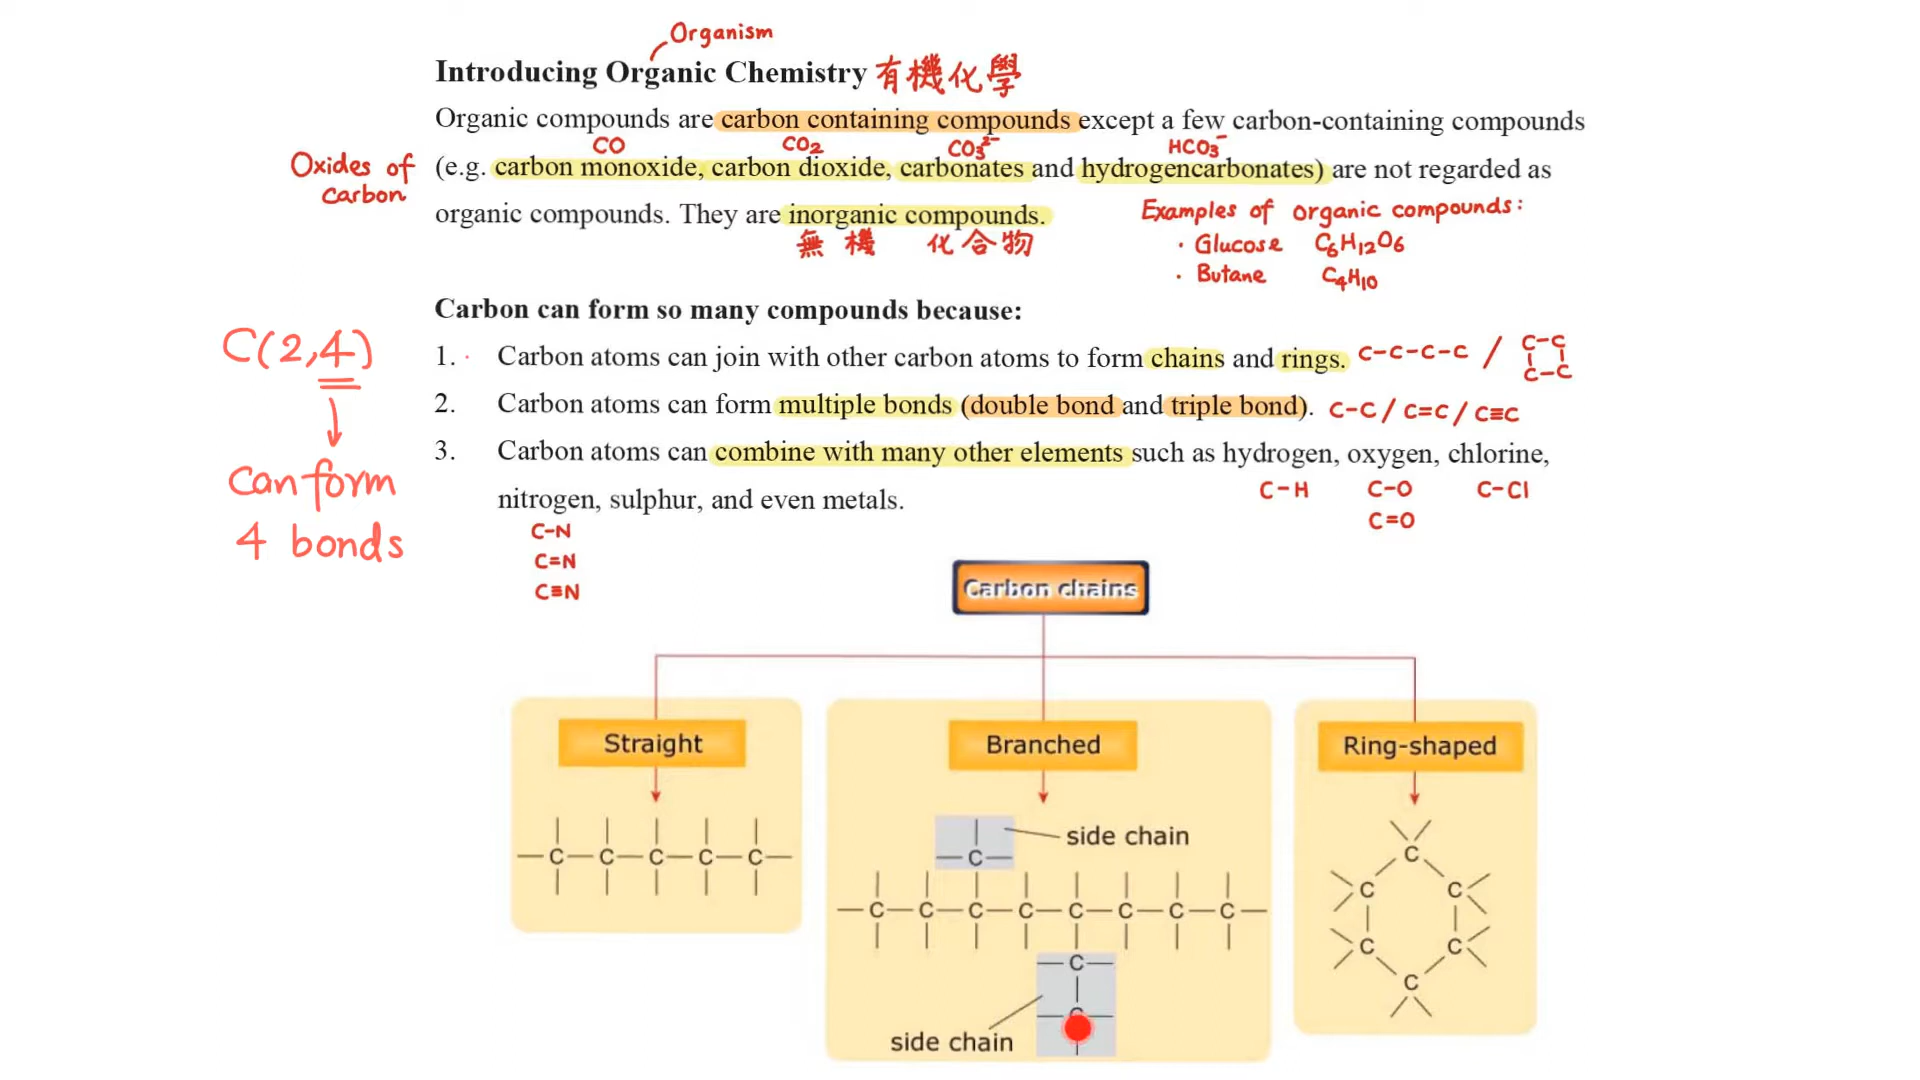 Organism
Introducing Organic Chemistry 有機化學
Organic compounds are carbon containing compounds except a few carbon-containing compounds
CO CO2 CO3²⁻ HCO3⁻
Oxides of carbon
(e.g. carbon monoxide, carbon dioxide, carbonates and hydrogencarbonates) are not regarded as
organic compounds. They are inorganic compounds.
無機 化合物
Examples of organic compounds:
· Glucose C6H12O6
· Butane C4H10
Carbon can form so many compounds because:
C(2,4)
Can form
4 bonds
1. Carbon atoms can join with other carbon atoms to form chains and rings. C-C-C-C / C-C
C-C
2. Carbon atoms can form multiple bonds (double bond and triple bond). C-C / C=C / C≡C
3. Carbon atoms can combine with many other elements such as hydrogen, oxygen, chlorine,
C-H C-O C-Cl
C=O
nitrogen, sulphur, and even metals.
C-N
C=N
C≡N
Carbon chains
Straight
C C C C C
Branched
side chain
C
C C C C C C C C
C
C
side chain
Ring-shaped
C
C C
C C
C